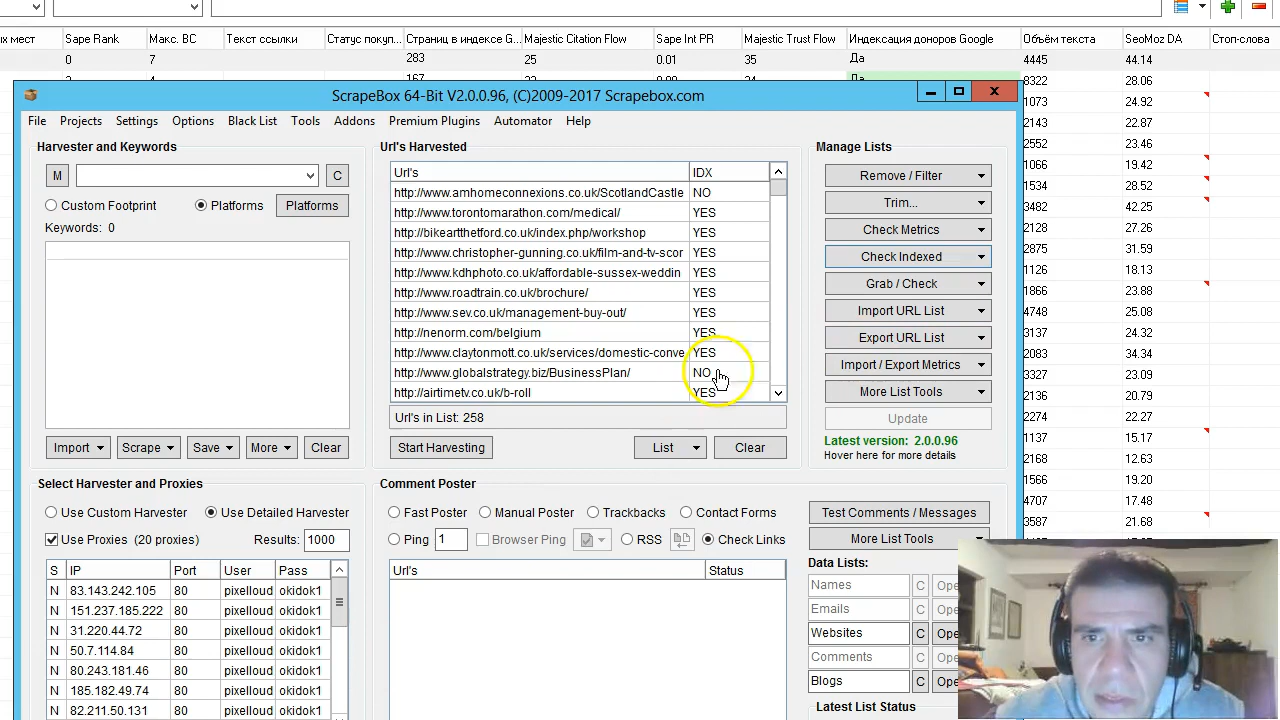 ых мест Sape Rank Макс. ВС Текст ссылки Статус покуп... Страниц в индексе G... Majestic Citation Flow Sape Int PR Majestic Trust Flow Индексация доноров Google Объём текста SeoMoz DA Стоп-слова
0 7 283 25 0.01 35 Да 4445 44.14
8322 28.06
ScrapeBox 64-Bit V2.0.0.96, (C)2009-2017 Scrapebox.com
1073 24.92
File Projects Settings Options Black List Tools Addons Premium Plugins Automator Help
2143 22.87
Harvester and Keywords Url's Harvested Manage Lists
2552 23.46
Url's IDX
M C Remove / Filter
1066 19.42
http://www.amhomeconnexions.co.uk/ScotlandCastle NO
1534 28.52
Custom Footprint Platforms Platforms
Trim...
3482 42.25
http://www.torontomarathon.com/medical/ YES
Keywords: 0
Check Metrics
2128 27.26
http://bikeartthetford.co.uk/index.php/workshop YES
http://www.christopher-gunning.co.uk/film-and-tv-scor YES
Check Indexed
2875 31.59
http://www.kdhphoto.co.uk/affordable-sussex-weddin YES
1126 18.13
Grab / Check
http://www.roadtrain.co.uk/brochure/ YES
1866 23.88
http://www.sev.co.uk/management-buy-out/ YES
Import URL List
4748 25.08
http://nenorm.com/belgium YES
Export URL List
3137 24.32
http://www.claytonmott.co.uk/services/domestic-conve YES
2083 34.34
Import / Export Metrics
http://www.globalstrategy.biz/BusinessPlan/ NO
3327 23.09
http://airtimetv.co.uk/b-roll YES
More List Tools
2136 20.79
Url's in List: 258
Update
2274 22.27
Latest version: 2.0.0.96
1137 15.17
Import Scrape Save More Clear Start Harvesting List Clear
Hover here for more details
2168 12.63
Select Harvester and Proxies Comment Poster
1566 19.20
4707 17.48
Use Custom Harvester Use Detailed Harvester
Fast Poster Manual Poster Trackbacks Contact Forms
Test Comments / Messages
3587 21.68
Use Proxies (20 proxies) Results: 1000
Ping 1 Browser Ping RSS Check Links
More List Tools
S IP Port User Pass
Url's Status
Data Lists:
N 83.143.242.105 80 pixelloud okidok1
Names C Ope
N 151.237.185.222 80 pixelloud okidok1
Emails C Ope
N 31.220.44.72 80 pixelloud okidok1
Websites C Ope
N 50.7.114.84 80 pixelloud okidok1
Comments C Ope
N 80.243.181.46 80 pixelloud okidok1
Blogs C Ope
N 185.182.49.74 80 pixelloud okidok1
Latest List Status
N 82.211.50.131 80 pixelloud okidok1